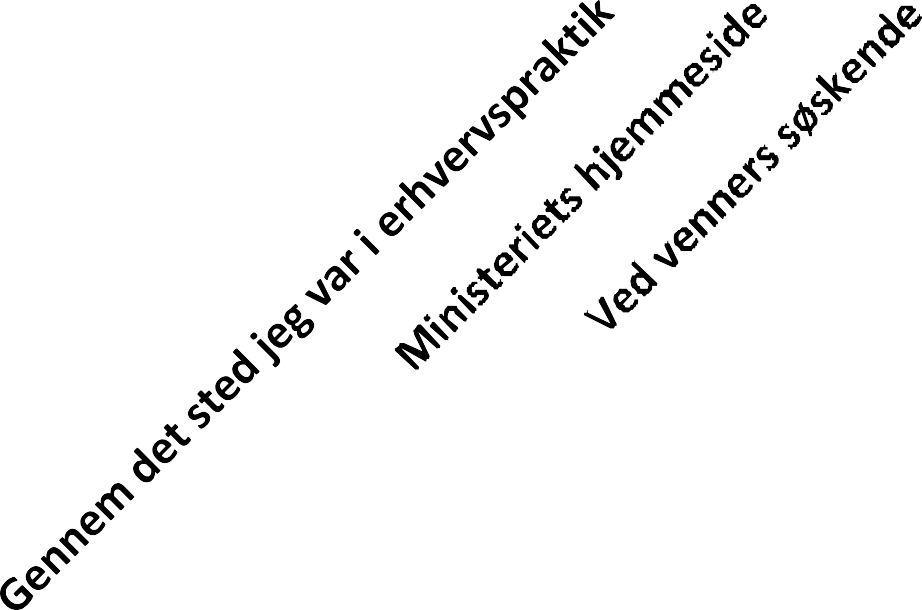 Gennem det sted jeg var i erhvervspraktik
Ministeriets hjemmeside
Ved venners søskende